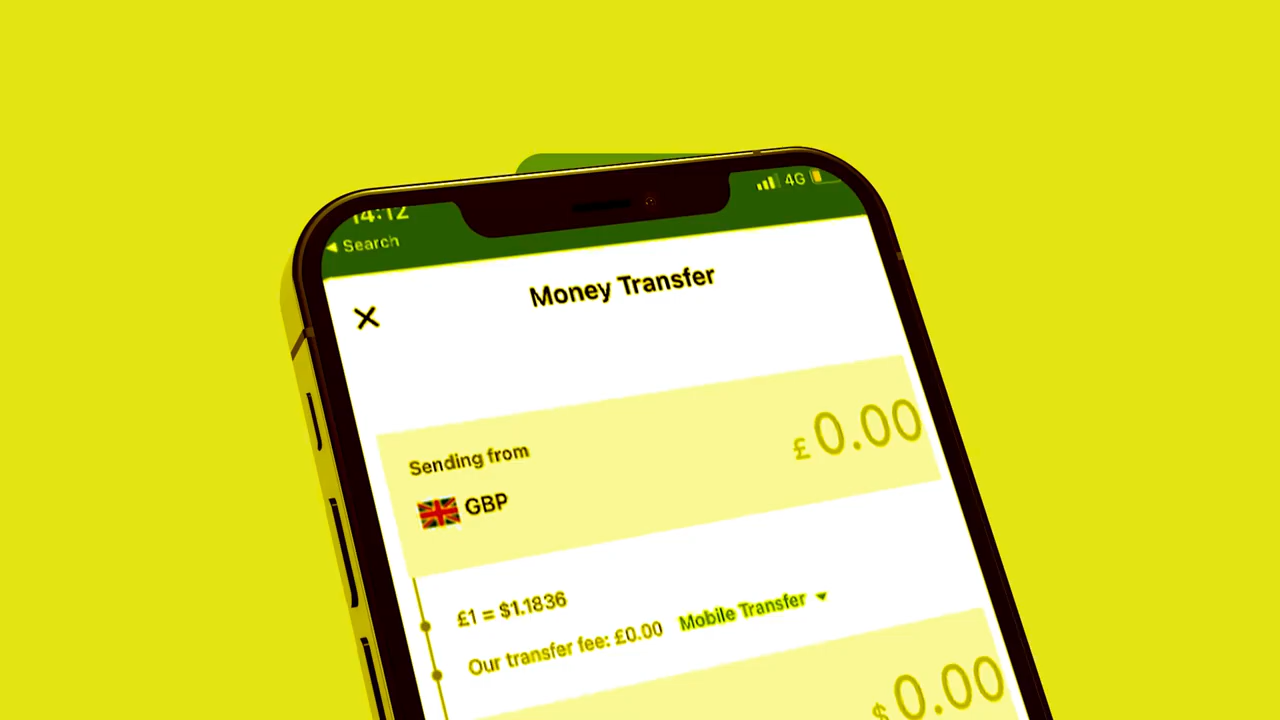 14:12
4G
◀ Search
Money Transfer
Sending from
£ 0.00
GBP
£1 = $1.1836
Our transfer fee: £0.00 Mobile Transfer
$ 0.00